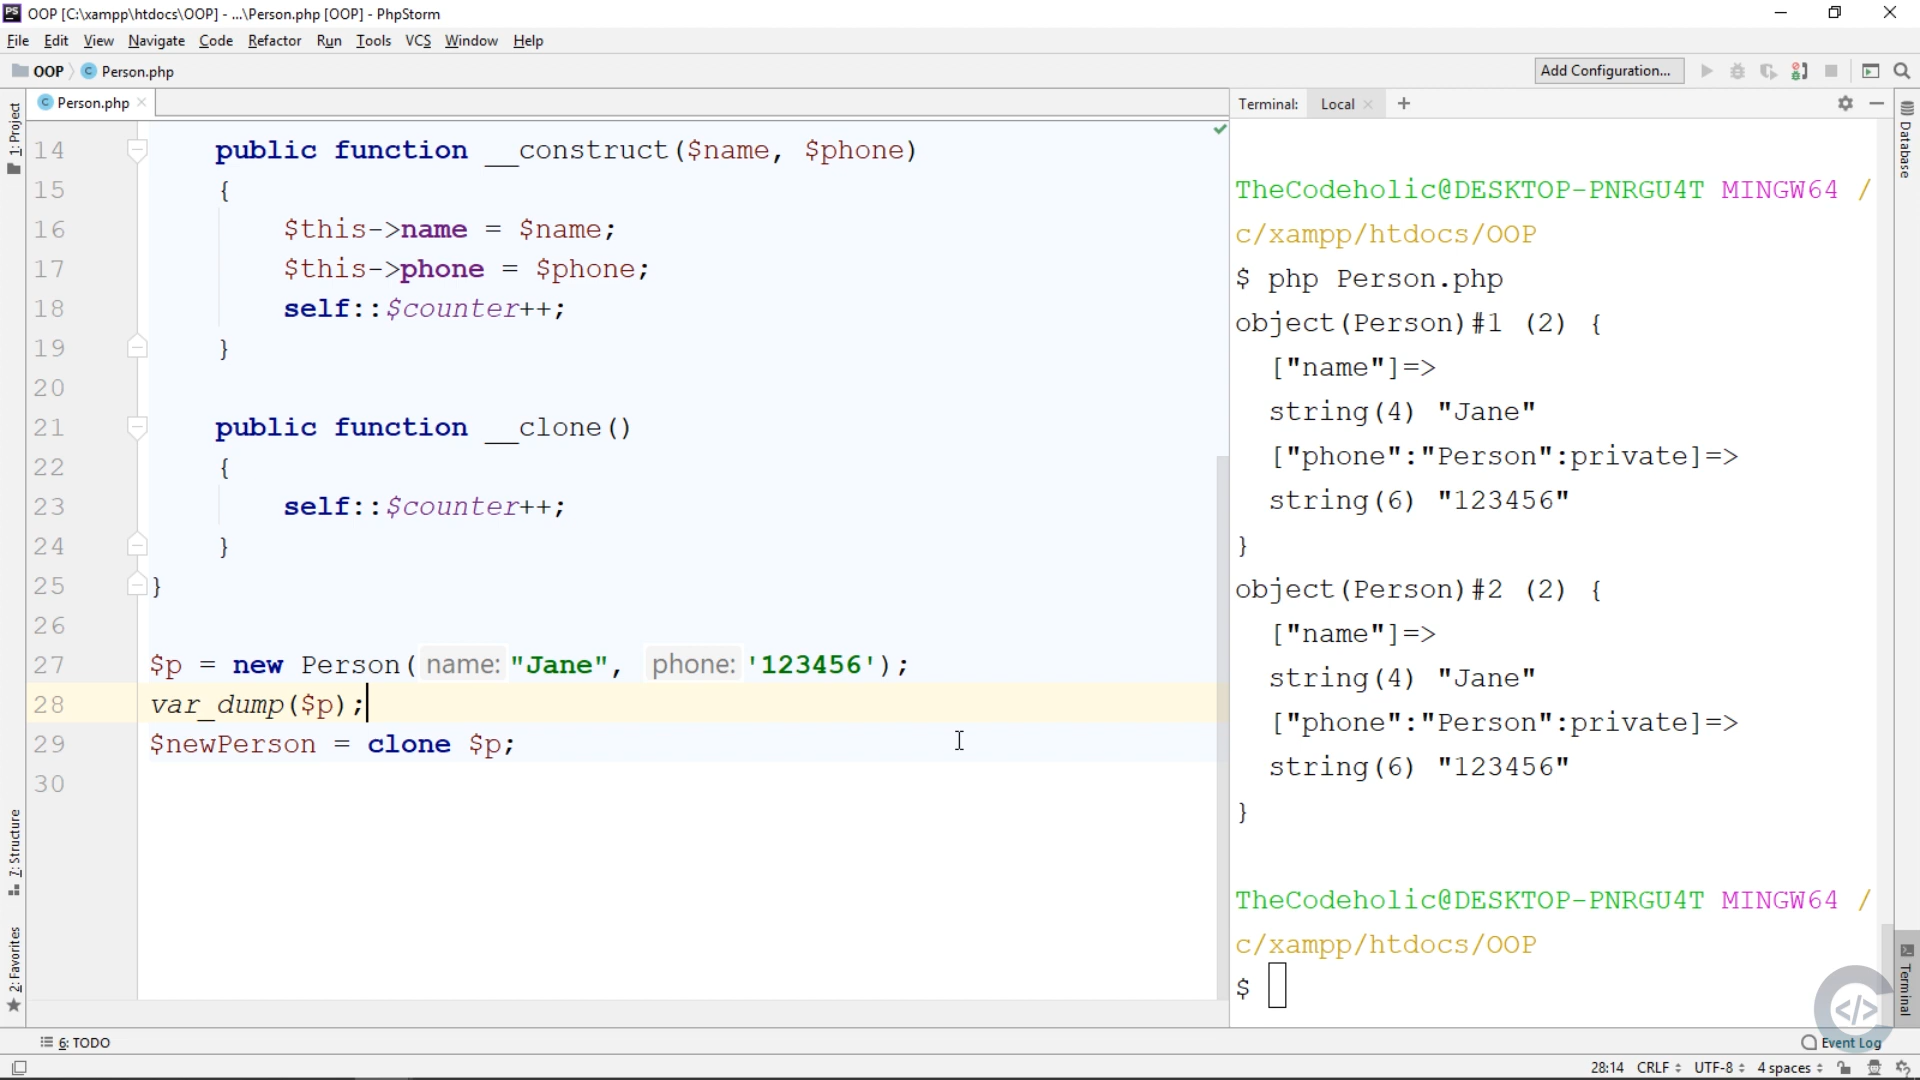 PS OOP [C:\xampp\htdocs\OOP] - ...\Person.php [OOP] - PhpStorm
File Edit View Navigate Code Refactor Run Tools VCS Window Help
OOP C Person.php Add Configuration...
1: Project
7: Structure
2: Favorites
C Person.php
14 public function __construct($name, $phone)
15 {
16 $this->name = $name;
17 $this->phone = $phone;
18 self::$counter++;
19 }
20
21 public function __clone()
22 {
23 self::$counter++;
24 }
25 }
26
27 $p = new Person( name: "Jane", phone: '123456');
28 var_dump($p);
29 $newPerson = clone $p;
30
Terminal: Local +
TheCodeholic@DESKTOP-PNRGU4T MINGW64 /
c/xampp/htdocs/OOP
$ php Person.php
object(Person)#1 (2) {
["name"]=>
string(4) "Jane"
["phone":"Person":private]=>
string(6) "123456"
}
object(Person)#2 (2) {
["name"]=>
string(4) "Jane"
["phone":"Person":private]=>
string(6) "123456"
}
TheCodeholic@DESKTOP-PNRGU4T MINGW64 /
c/xampp/htdocs/OOP
$
Database
Terminal
</>
6: TODO Event Log
28:14 CRLF UTF-8 4 spaces